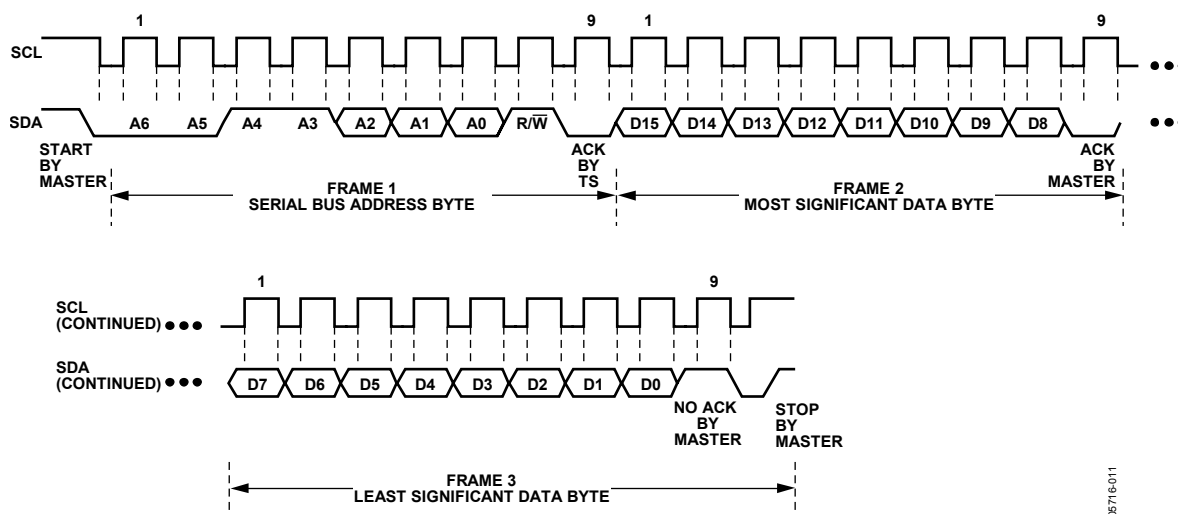 1 9 1 9
SCL
SDA A6 A5 A4 A3 A2 A1 A0 R/W̅ D15 D14 D13 D12 D11 D10 D9 D8
START
BY
MASTER
ACK
BY
TS
ACK
BY
MASTER
FRAME 1
SERIAL BUS ADDRESS BYTE
FRAME 2
MOST SIGNIFICANT DATA BYTE
1 9
SCL
(CONTINUED)
SDA
(CONTINUED)
D7 D6 D5 D4 D3 D2 D1 D0
NO ACK
BY
MASTER
STOP
BY
MASTER
FRAME 3
LEAST SIGNIFICANT DATA BYTE
05716-011